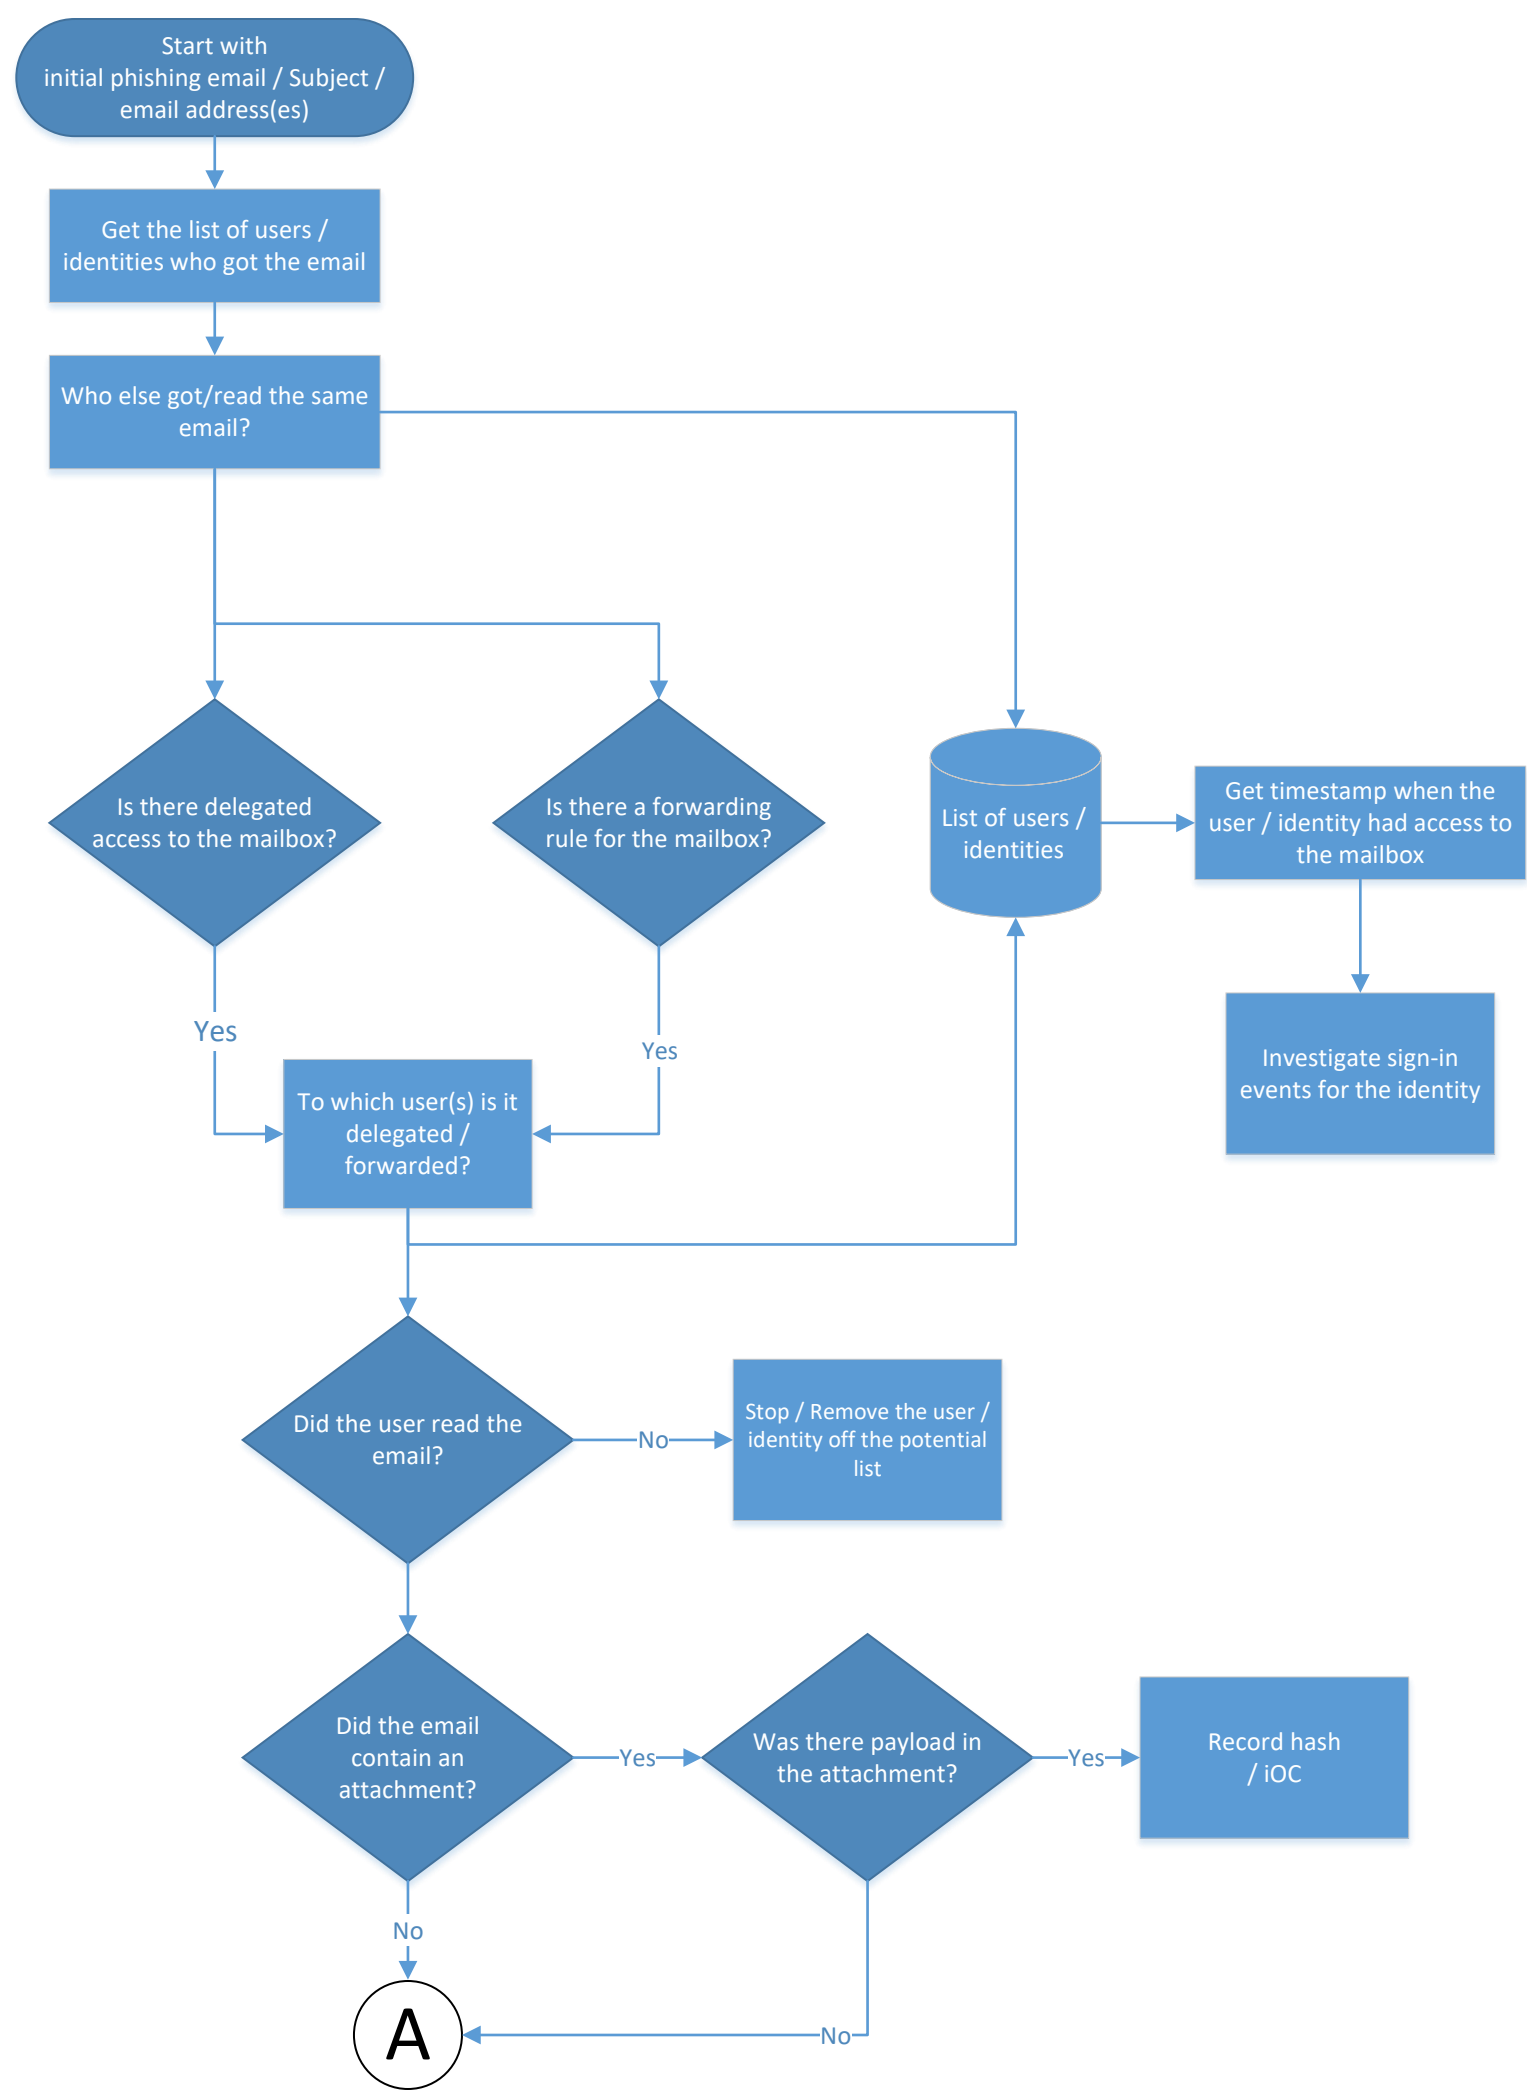 Start with
initial phishing email / Subject /
email address(es)
Get the list of users /
identities who got the email
Who else got/read the same
email?
Is there delegated
access to the mailbox?
Is there a forwarding
rule for the mailbox?
List of users /
identities
Get timestamp when the
user / identity had access to
the mailbox
Yes
Yes
Investigate sign-in
events for the identity
To which user(s) is it
delegated /
forwarded?
Did the user read the
email?
No
Stop / Remove the user /
identity off the potential
list
Did the email
contain an
attachment?
Yes
Was there payload in
the attachment?
Yes
Record hash
/ iOC
No
A
No